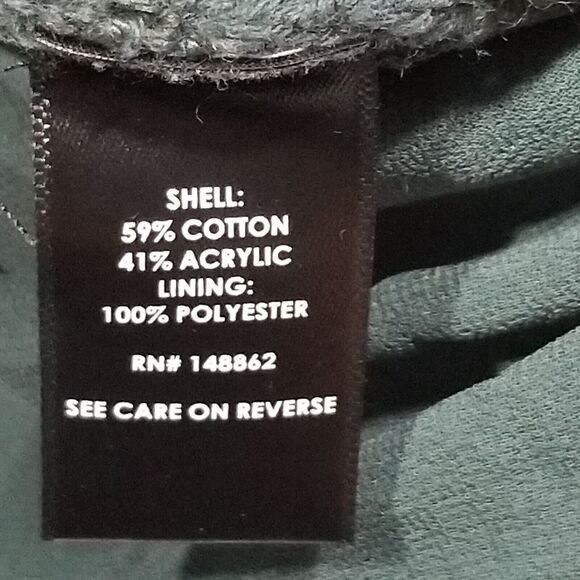 SHELL:
59% COTTON
41% ACRYLIC
LINING:
100% POLYESTER
RN# 148862
SEE CARE ON REVERSE